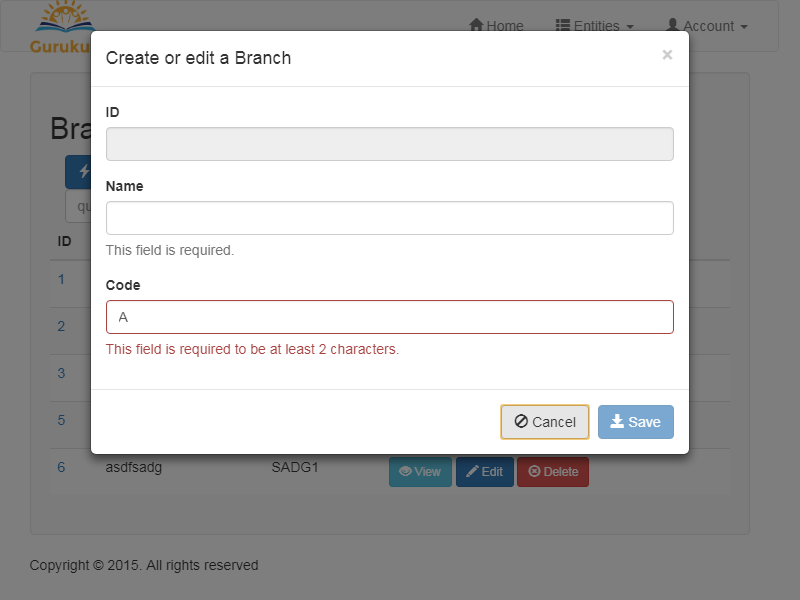 Home Entities Account
Guruku
Create or edit a Branch ×
ID
Name
This field is required.
Code
A
This field is required to be at least 2 characters.
Cancel Save
Bra
qu
ID
1
2
3
5
6 asdfsadg SADG1 View Edit Delete
Copyright © 2015. All rights reserved